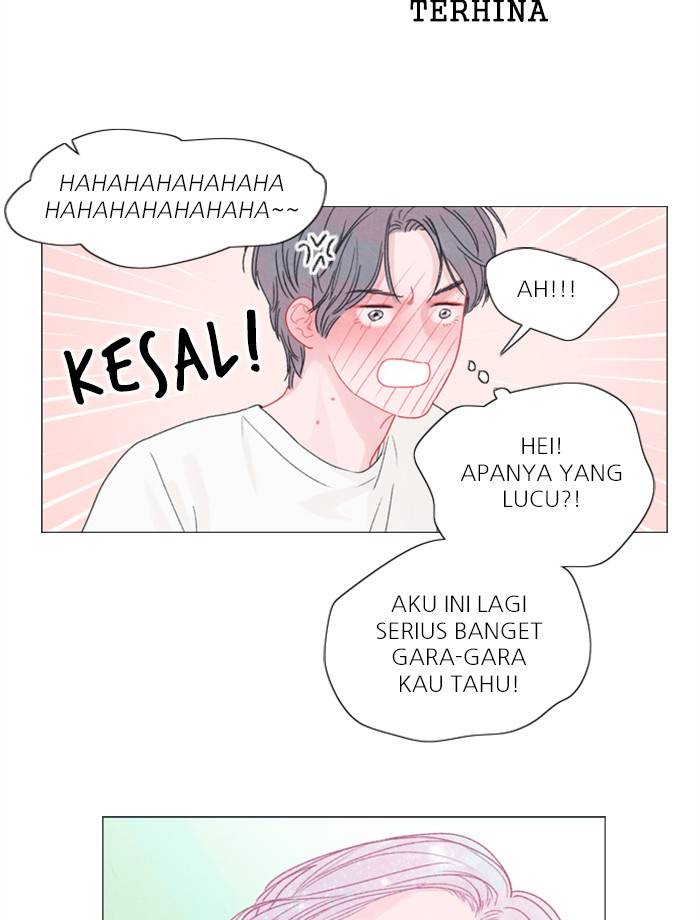 TERHINA
HAHAHAHAHAHAHA
HAHAHAHAHAHAHA~~
AH!!!
KESAL!
HEI!
APANYA YANG
LUCU?!
AKU INI LAGI
SERIUS BANGET
GARA-GARA
KAU TAHU!